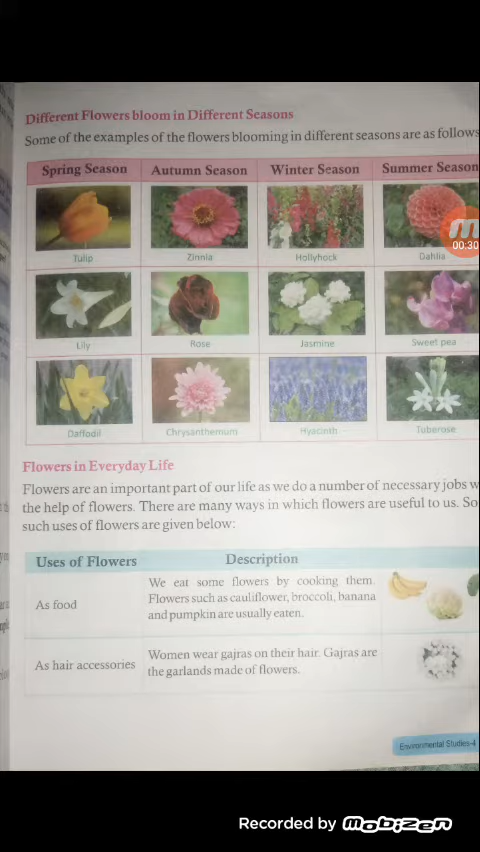 Different Flowers bloom in Different Seasons
Some of the examples of the flowers blooming in different seasons are as follows
Spring Season Autumn Season Winter Season Summer Season
Tulip Zinnia Hollyhock Dahlia
00:30
Lily Rose Jasmine Sweet pea
Daffodil Chrysanthemum Hyacinth Tuberose
Flowers in Everyday Life
Flowers are an important part of our life as we do a number of necessary jobs w
the help of flowers. There are many ways in which flowers are useful to us. So
such uses of flowers are given below:
Uses of Flowers Description
As food
We eat some flowers by cooking them.
Flowers such as cauliflower, broccoli, banana
and pumpkin are usually eaten.
As hair accessories
Women wear gajras on their hair. Gajras are
the garlands made of flowers.
Environmental Studies-4
Recorded by mobizen